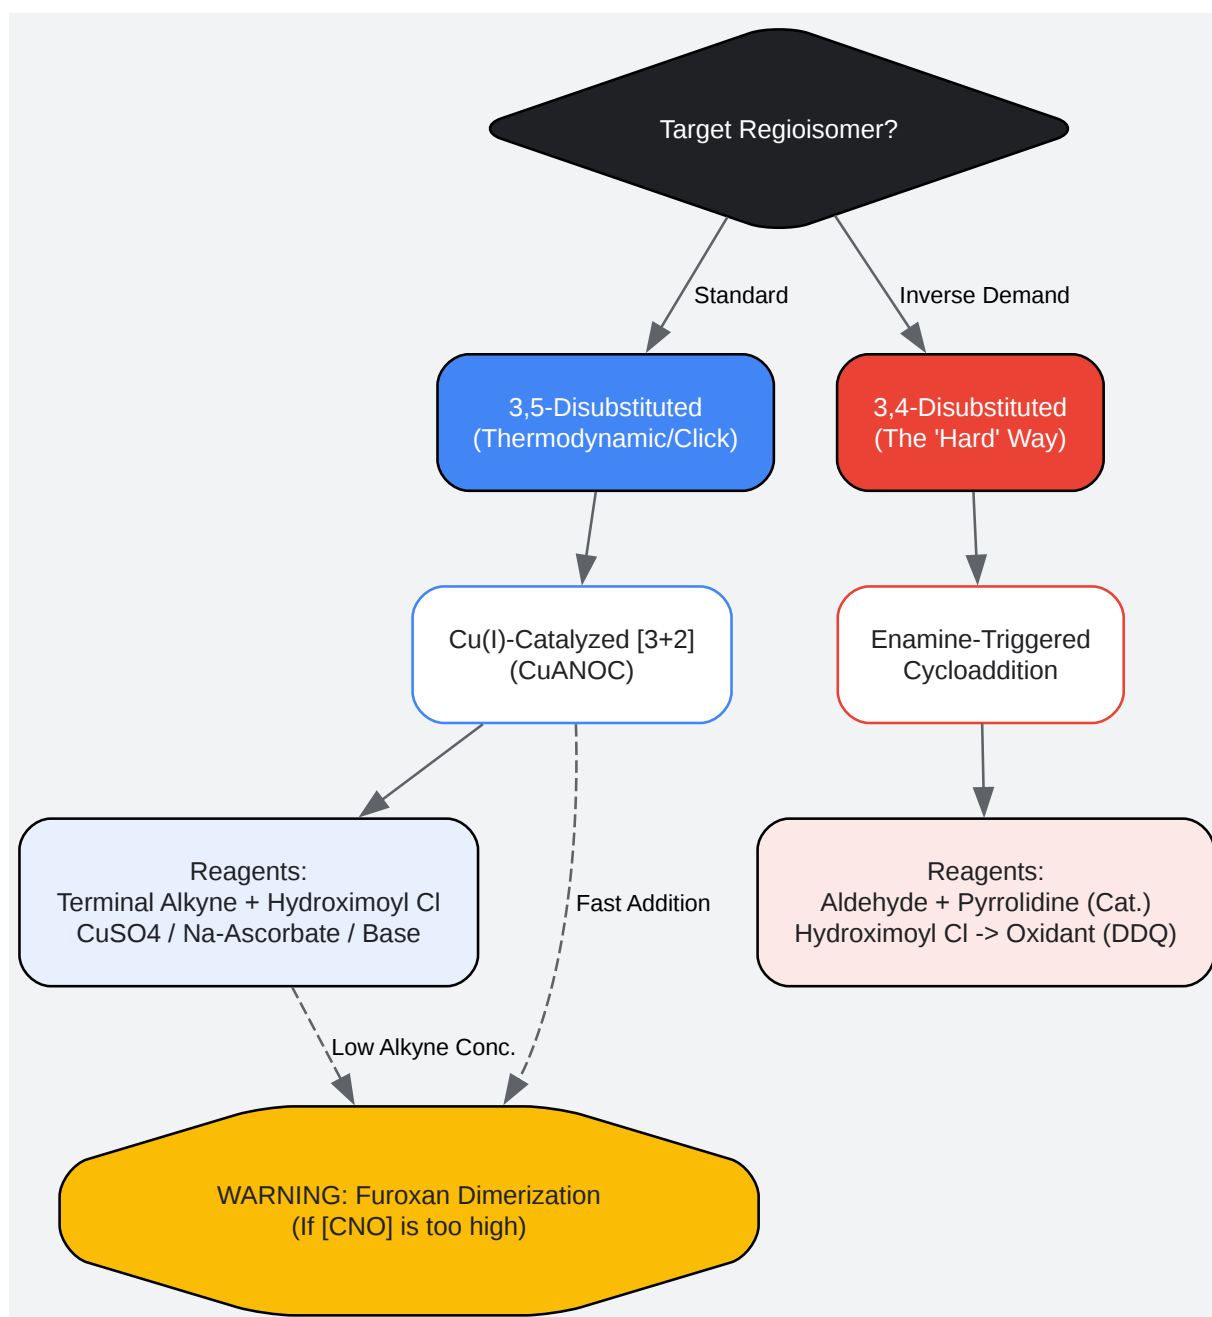 Target Regioisomer?
Standard
Inverse Demand
3,5-Disubstituted
(Thermodynamic/Click)
3,4-Disubstituted
(The 'Hard' Way)
Cu(I)-Catalyzed [3+2]
(CuANOC)
Enamine-Triggered
Cycloaddition
Reagents:
Terminal Alkyne + Hydroximoyl Cl
CuSO4 / Na-Ascorbate / Base
Fast Addition
Reagents:
Aldehyde + Pyrrolidine (Cat.)
Hydroximoyl Cl -> Oxidant (DDQ)
Low Alkyne Conc.
WARNING: Furoxan Dimerization
(If [CNO] is too high)